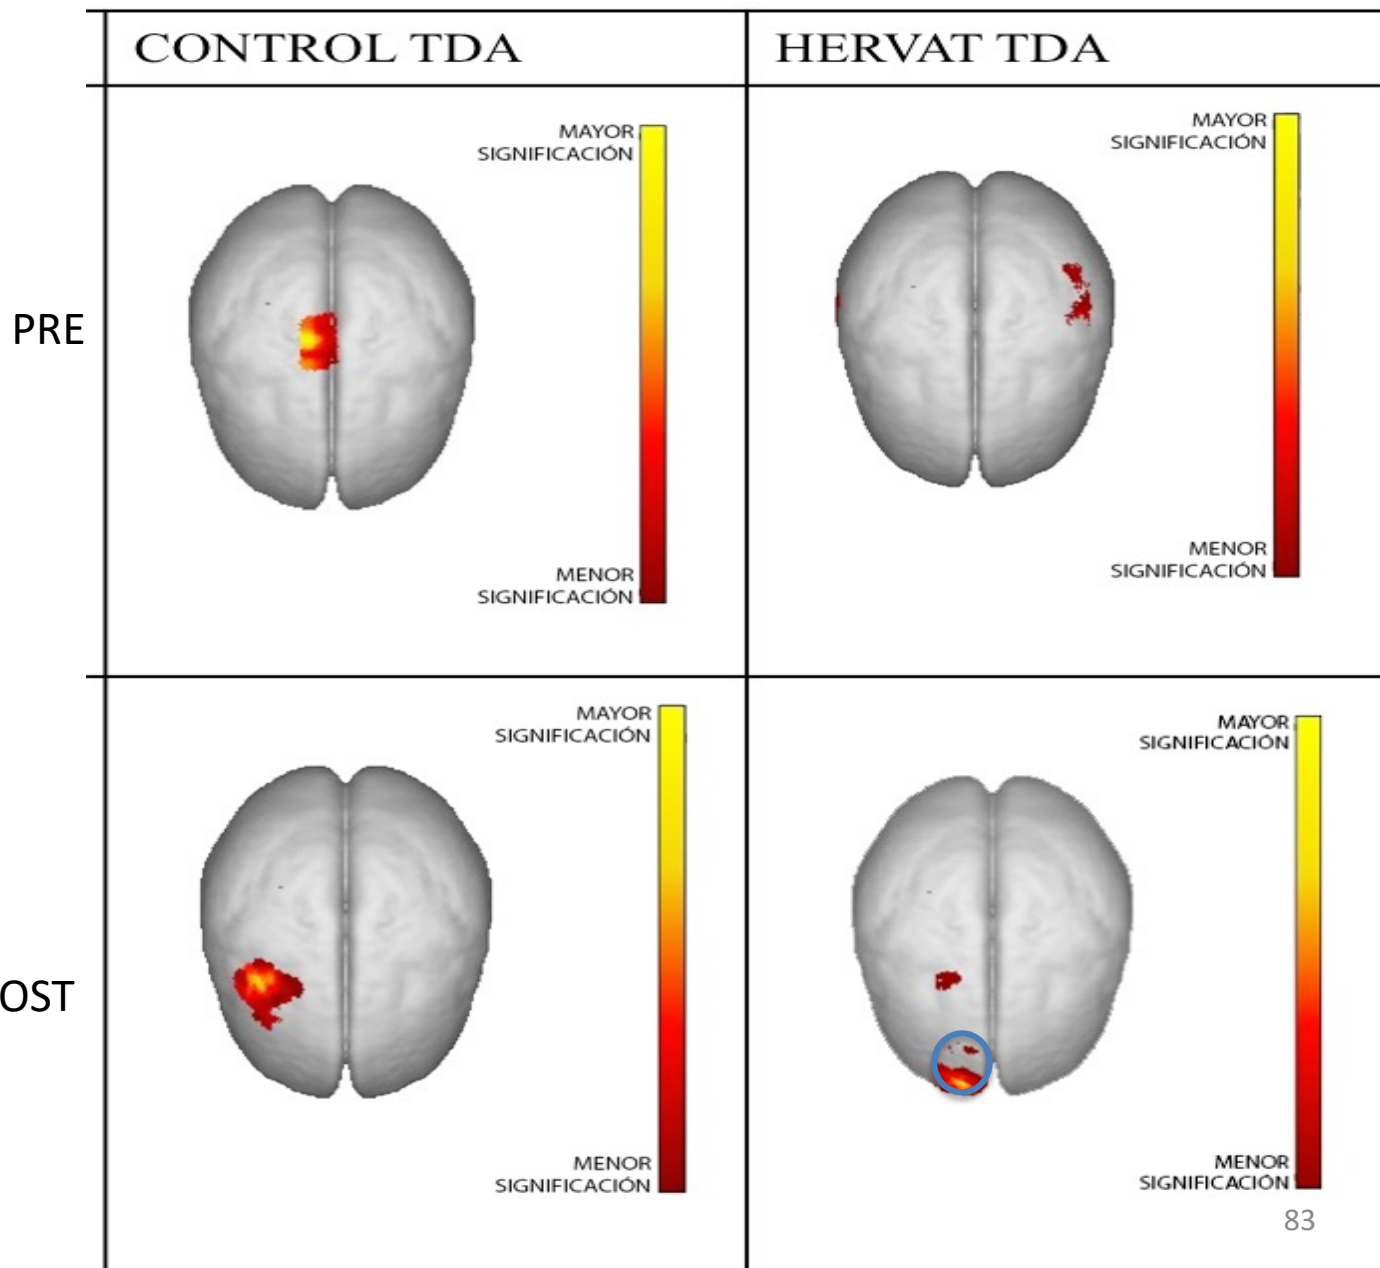 CONTROL TDA
HERVAT TDA
PRE
MAYOR
SIGNIFICACIÓN
MENOR
SIGNIFICACIÓN
MAYOR
SIGNIFICACIÓN
MENOR
SIGNIFICACIÓN
OST
MAYOR
SIGNIFICACIÓN
MENOR
SIGNIFICACIÓN
MAYOR
SIGNIFICACIÓN
MENOR
SIGNIFICACIÓN
83